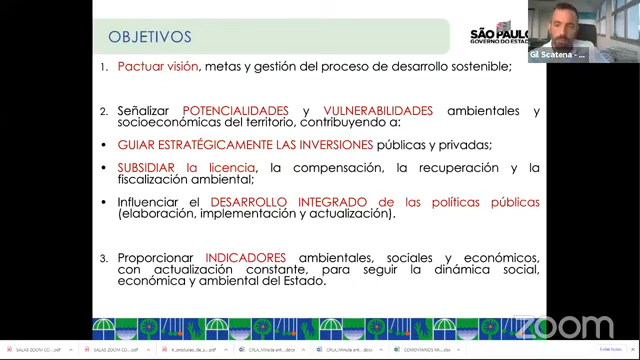 OBJETIVOS
SÃO PAULO
GOVERNO DO ESTADO
Gil Scatena - ...
1. Pactuar visión, metas y gestión del proceso de desarrollo sostenible;
2. Señalizar POTENCIALIDADES y VULNERABILIDADES ambientales y
socioeconómicas del territorio, contribuyendo a:
• GUIAR ESTRATÉGICAMENTE LAS INVERSIONES públicas y privadas;
• SUBSIDIAR la licencia, la compensación, la recuperación y la
fiscalización ambiental;
• Influenciar el DESARROLLO INTEGRADO de las políticas públicas
(elaboración, implementación y actualización).
3. Proporcionar INDICADORES ambientales, sociales y económicos,
con actualización constante, para seguir la dinámica social,
económica y ambiental del Estado.
zoom